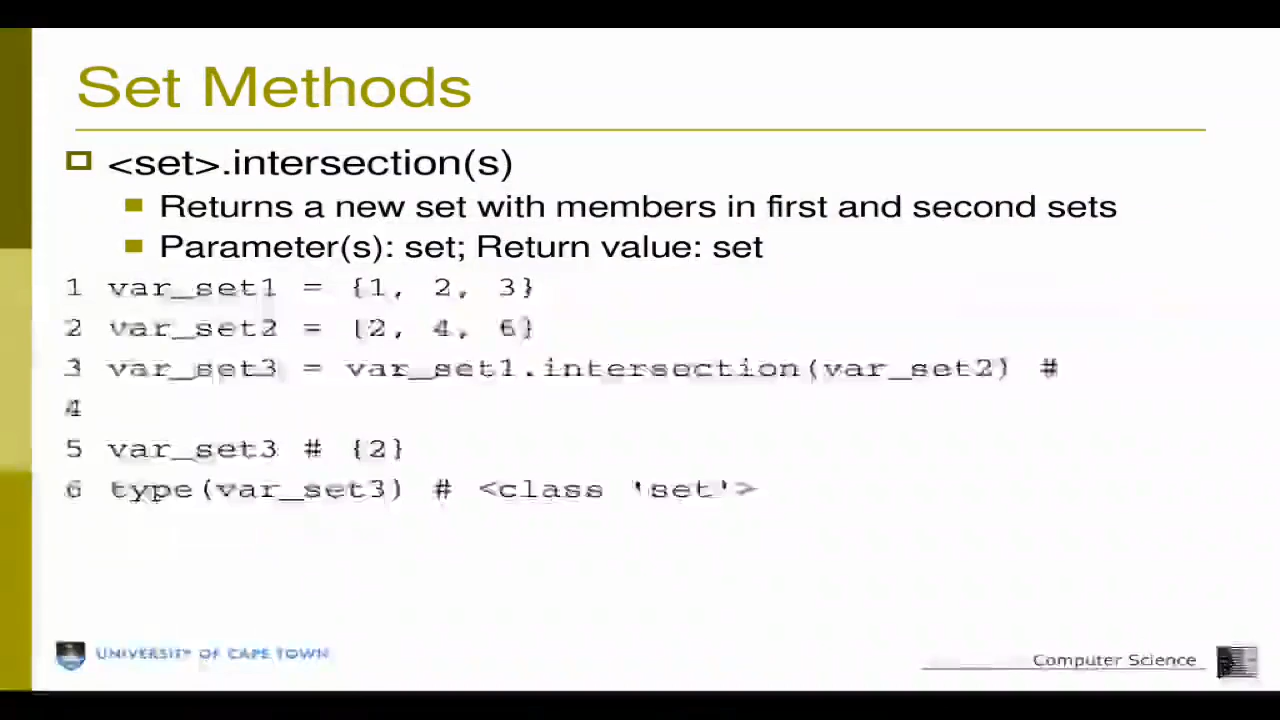 Set Methods
<set>.intersection(s)
Returns a new set with members in first and second sets
Parameter(s): set; Return value: set
1 var_set1 = {1, 2, 3}
2 var_set2 = {2, 4, 6}
3 var_set3 = var_set1.intersection(var_set2) #
4
5 var_set3 # {2}
6 type(var_set3) # <class 'set'>
UNIVERSITY OF CAPE TOWN
Computer Science